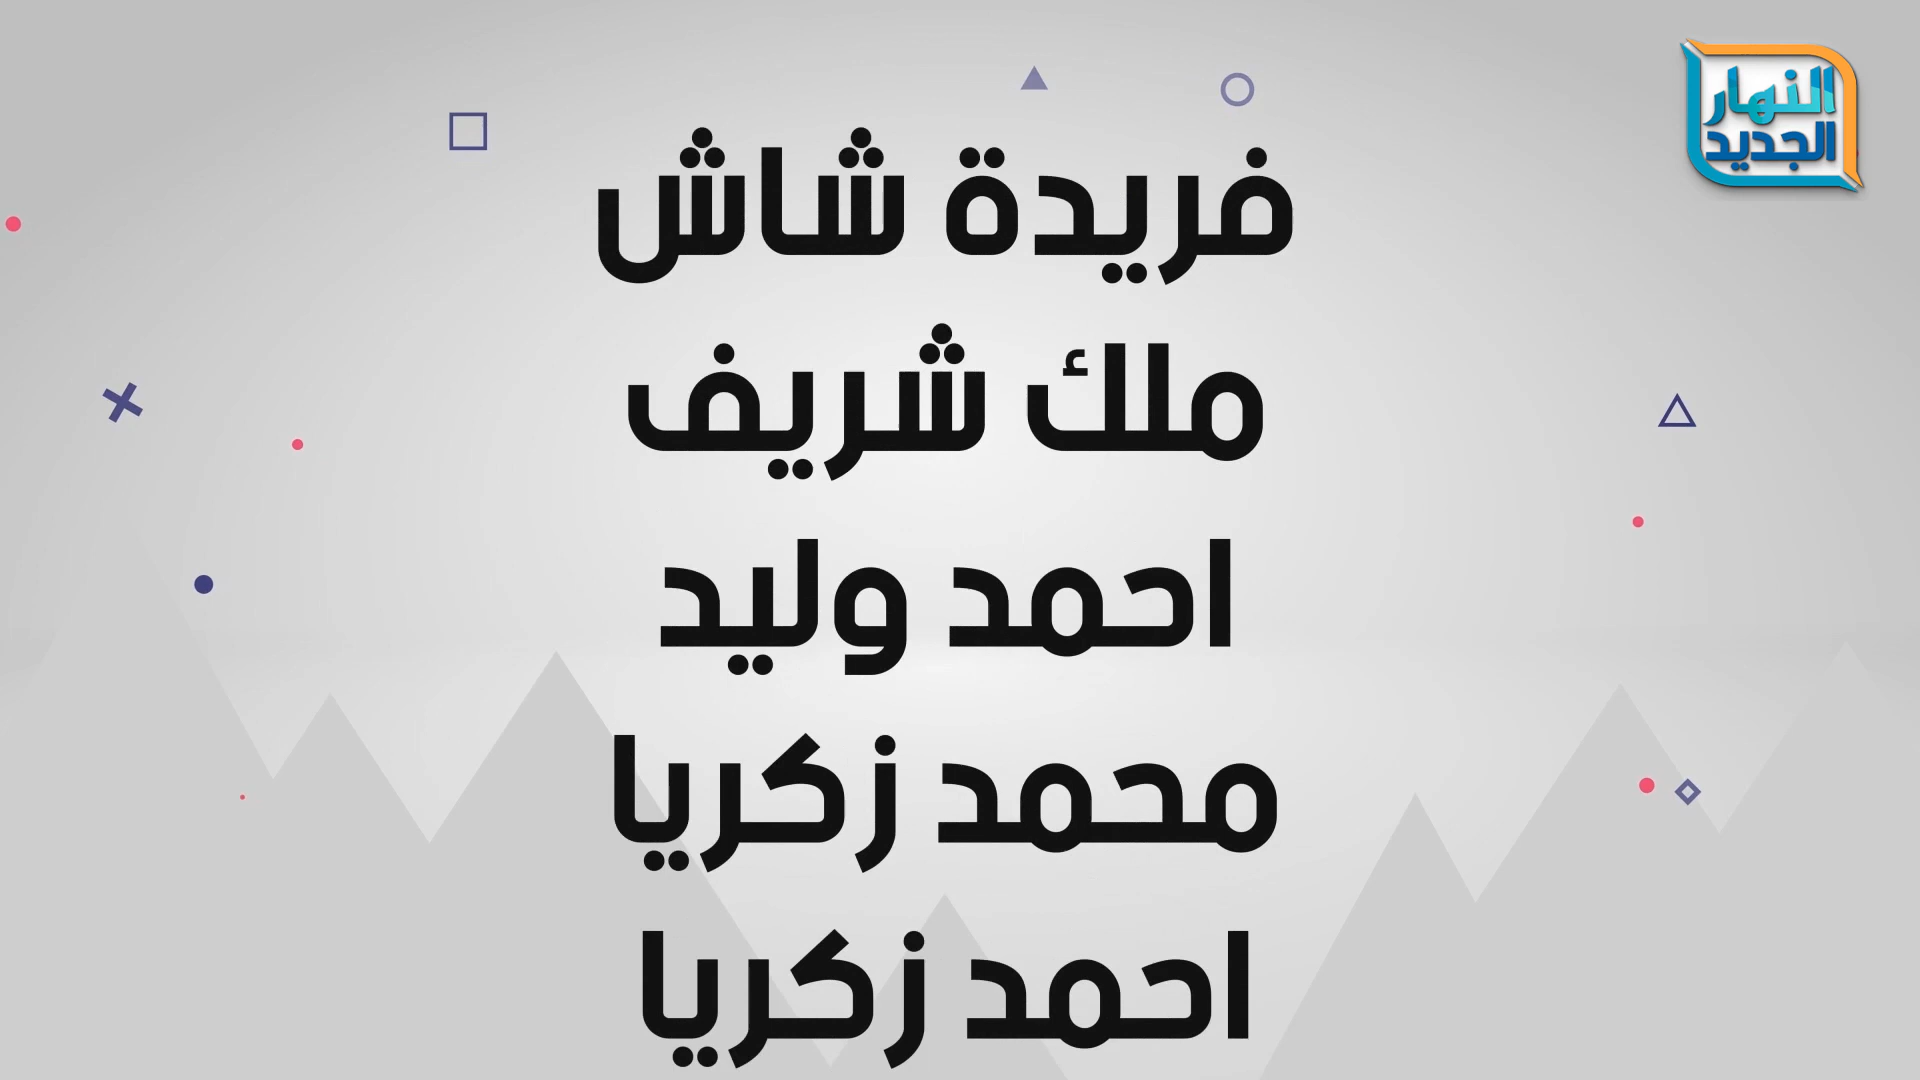 النهار
الجديد
فريدة شاش
ملك شريف
احمد وليد
محمد زكريا
احمد زكريا